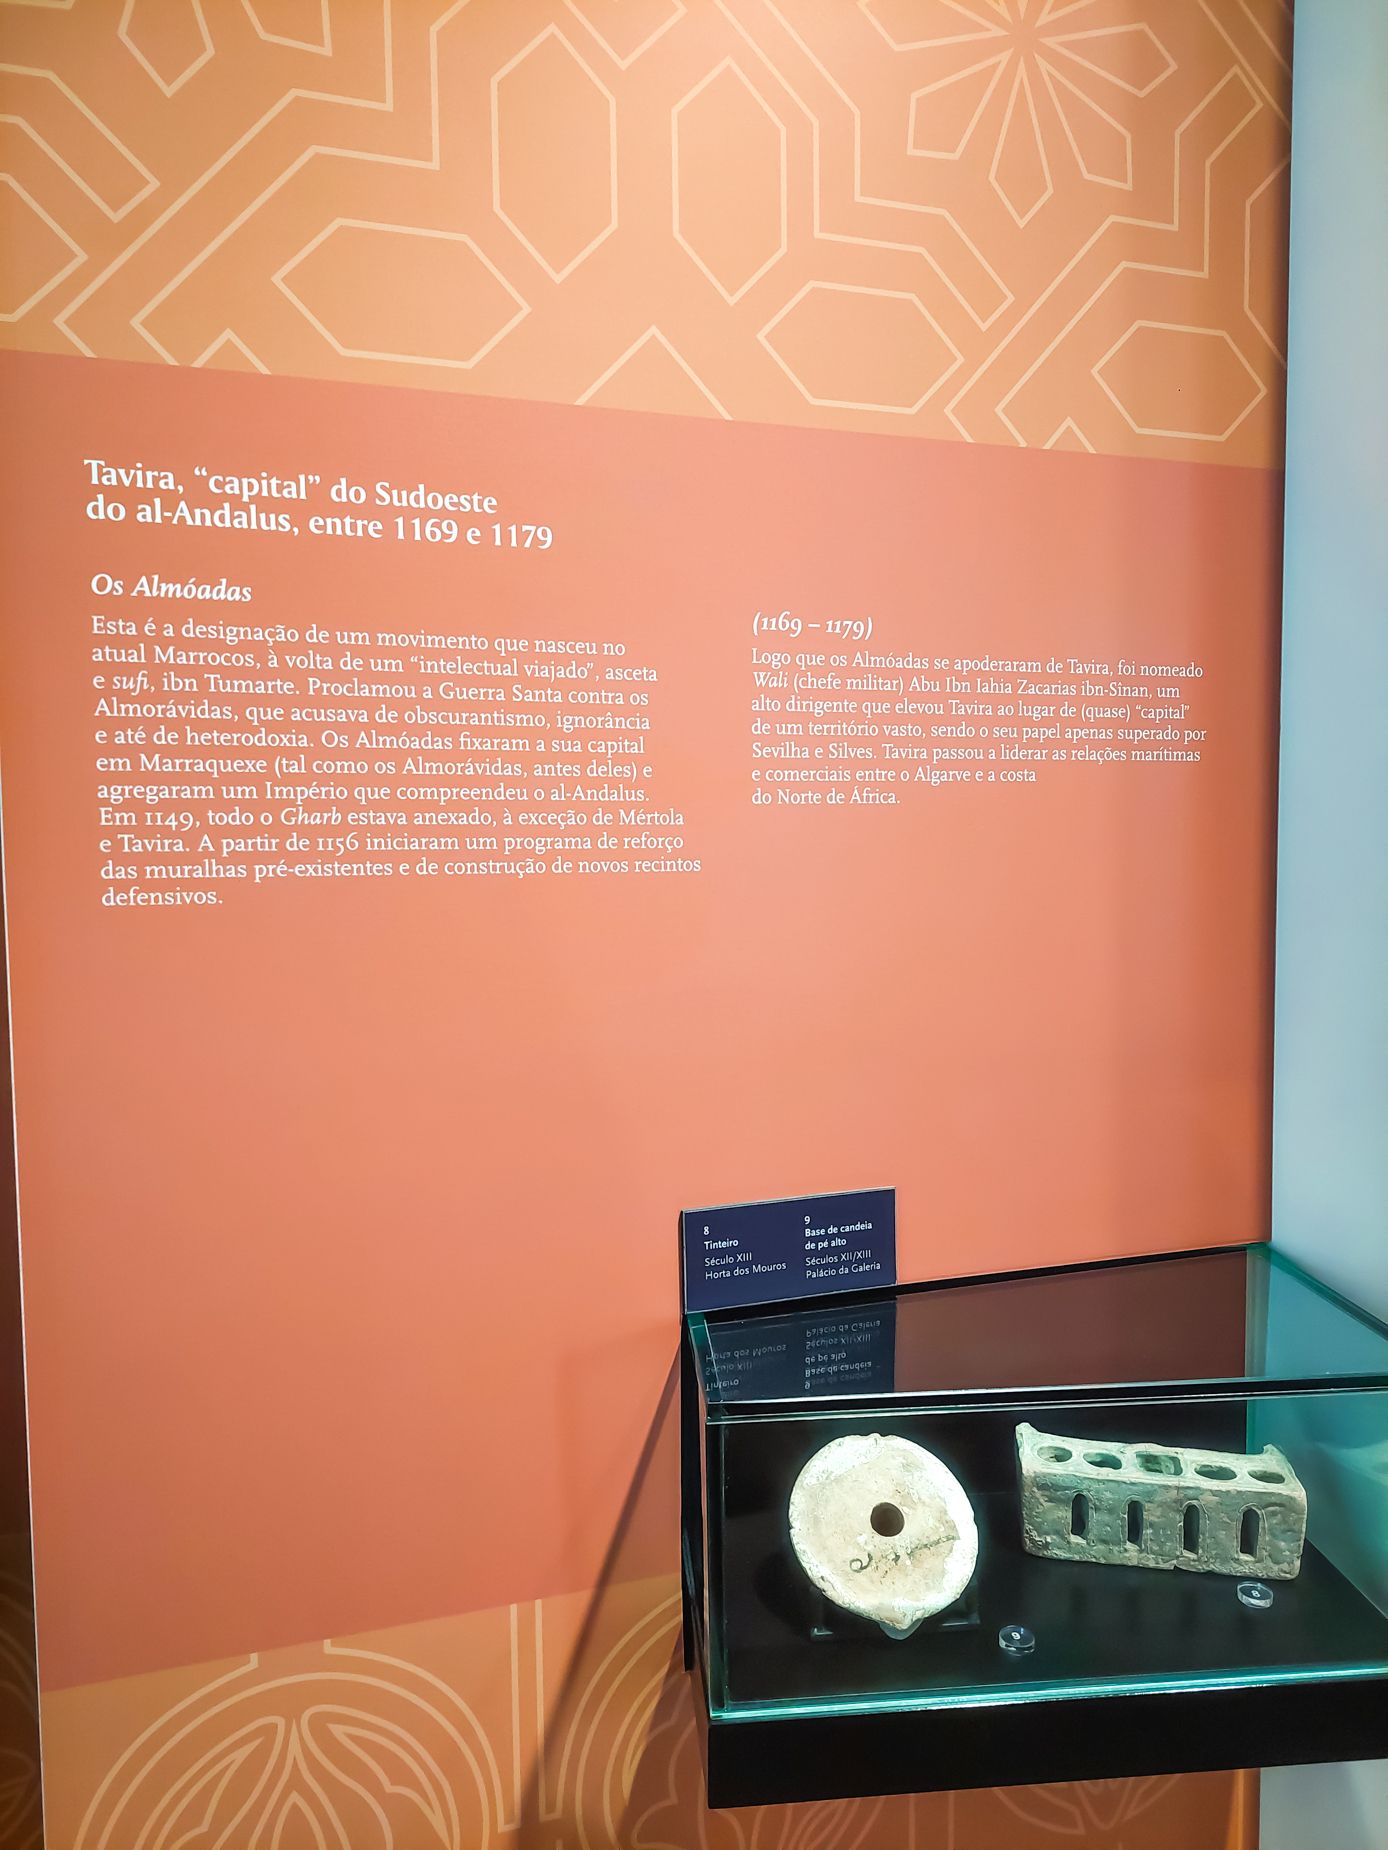 Tavira, “capital” do Sudoeste
do al-Andalus, entre 1169 e 1179
Os Almóadas
Esta é a designação de um movimento que nasceu no
atual Marrocos, à volta de um “intelectual viajado”, asceta
e sufi, ibn Tumarte. Proclamou a Guerra Santa contra os
Almorávidas, que acusava de obscurantismo, ignorância
e até de heterodoxia. Os Almóadas fixaram a sua capital
em Marraquexe (tal como os Almorávidas, antes deles) e
agregaram um Império que compreendeu o al-Andalus.
Em 1149, todo o Gharb estava anexado, à exceção de Mértola
e Tavira. A partir de 1156 iniciaram um programa de reforço
das muralhas pré-existentes e de construção de novos recintos
defensivos.
(1169 – 1179)
Logo que os Almóadas se apoderaram de Tavira, foi nomeado
Wali (chefe militar) Abu Ibn Iahia Zacarias ibn-Sînan, um
alto dirigente que elevou Tavira ao lugar de (quase) “capital”
de um território vasto, sendo o seu papel apenas superado por
Sevilha e Silves. Tavira passou a liderar as relações marítimas
e comerciais entre o Algarve e a costa
do Norte de África.
8
Tinteiro
Século XIII
Horta dos Mouros
9
Base de candeia
de pé alto
Séculos XII/XIII
Palácio da Galeria
9
8